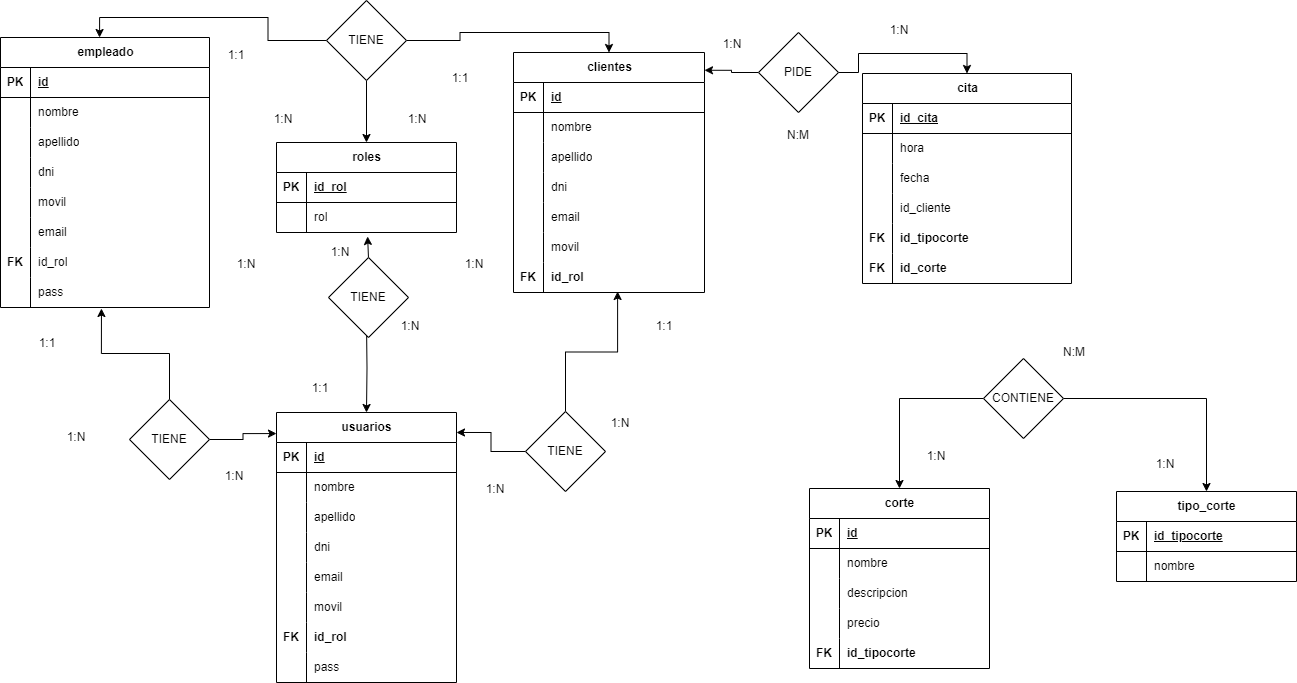 TIENE
1:1
1:1
1:N
1:N
empleado
PK id
nombre
apellido
dni
movil
email
FK id_rol
pass
roles
PK id_rol
rol
clientes
PK id
nombre
apellido
dni
email
movil
FK id_rol
1:N
PIDE
1:N
N:M
cita
PK id_cita
hora
fecha
id_cliente
FK id_tipocorte
FK id_corte
1:N
1:N
1:N
TIENE
1:N
1:1
1:1
1:N
TIENE
1:N
1:1
TIENE
1:N
1:N
usuarios
PK id
nombre
apellido
dni
email
movil
FK id_rol
pass
N:M
CONTIENE
1:N
1:N
corte
PK id
nombre
descripcion
precio
FK id_tipocorte
tipo_corte
PK id_tipocorte
nombre